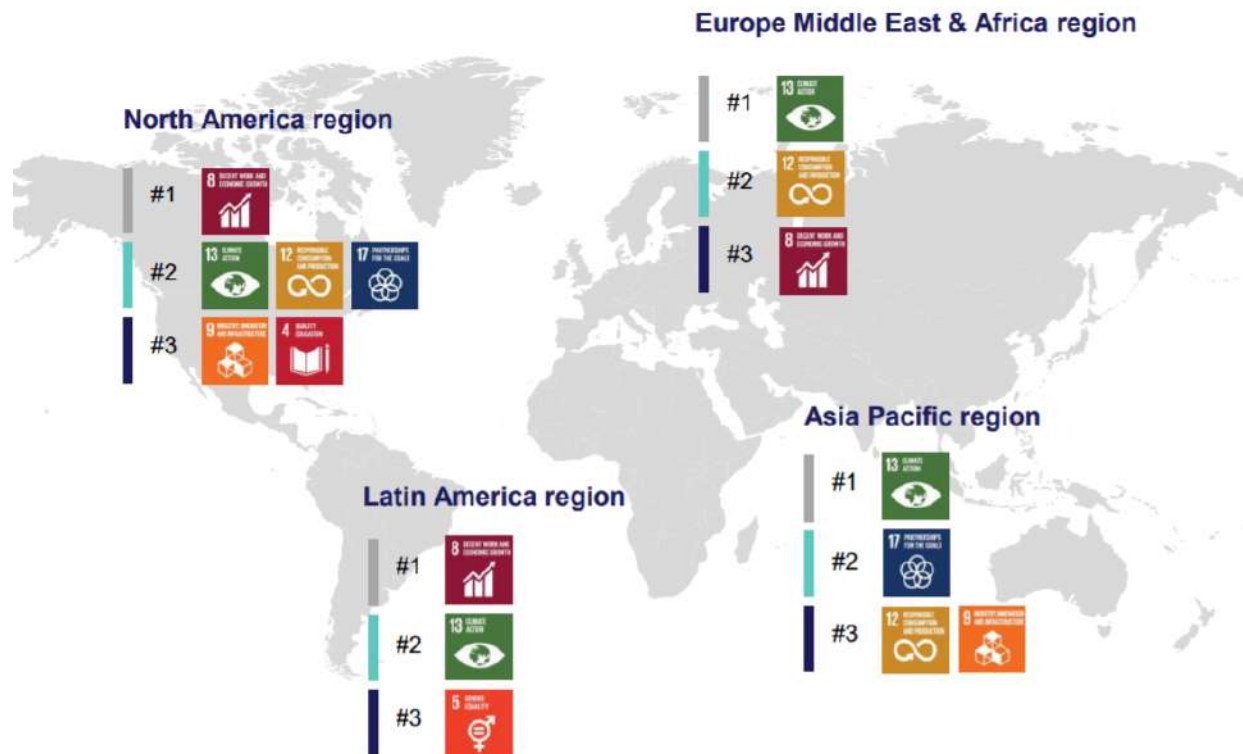 Europe Middle East & Africa region
#1
13 CLIMATE
ACTION
#2
12 RESPONSIBLE
CONSUMPTION
AND PRODUCTION
#3
8 DECENT WORK AND
ECONOMIC GROWTH
North America region
#1
8 DECENT WORK AND
ECONOMIC GROWTH
#2
13 CLIMATE
ACTION
12 RESPONSIBLE
CONSUMPTION
AND PRODUCTION
17 PARTNERSHIPS
FOR THE GOALS
#3
9 INDUSTRY, INNOVATION
AND INFRASTRUCTURE
4 QUALITY
EDUCATION
Asia Pacific region
#1
13 CLIMATE
ACTION
#2
17 PARTNERSHIPS
FOR THE GOALS
#3
12 RESPONSIBLE
CONSUMPTION
AND PRODUCTION
9 INDUSTRY, INNOVATION
AND INFRASTRUCTURE
Latin America region
#1
8 DECENT WORK AND
ECONOMIC GROWTH
#2
13 CLIMATE
ACTION
#3
5 GENDER
EQUALITY